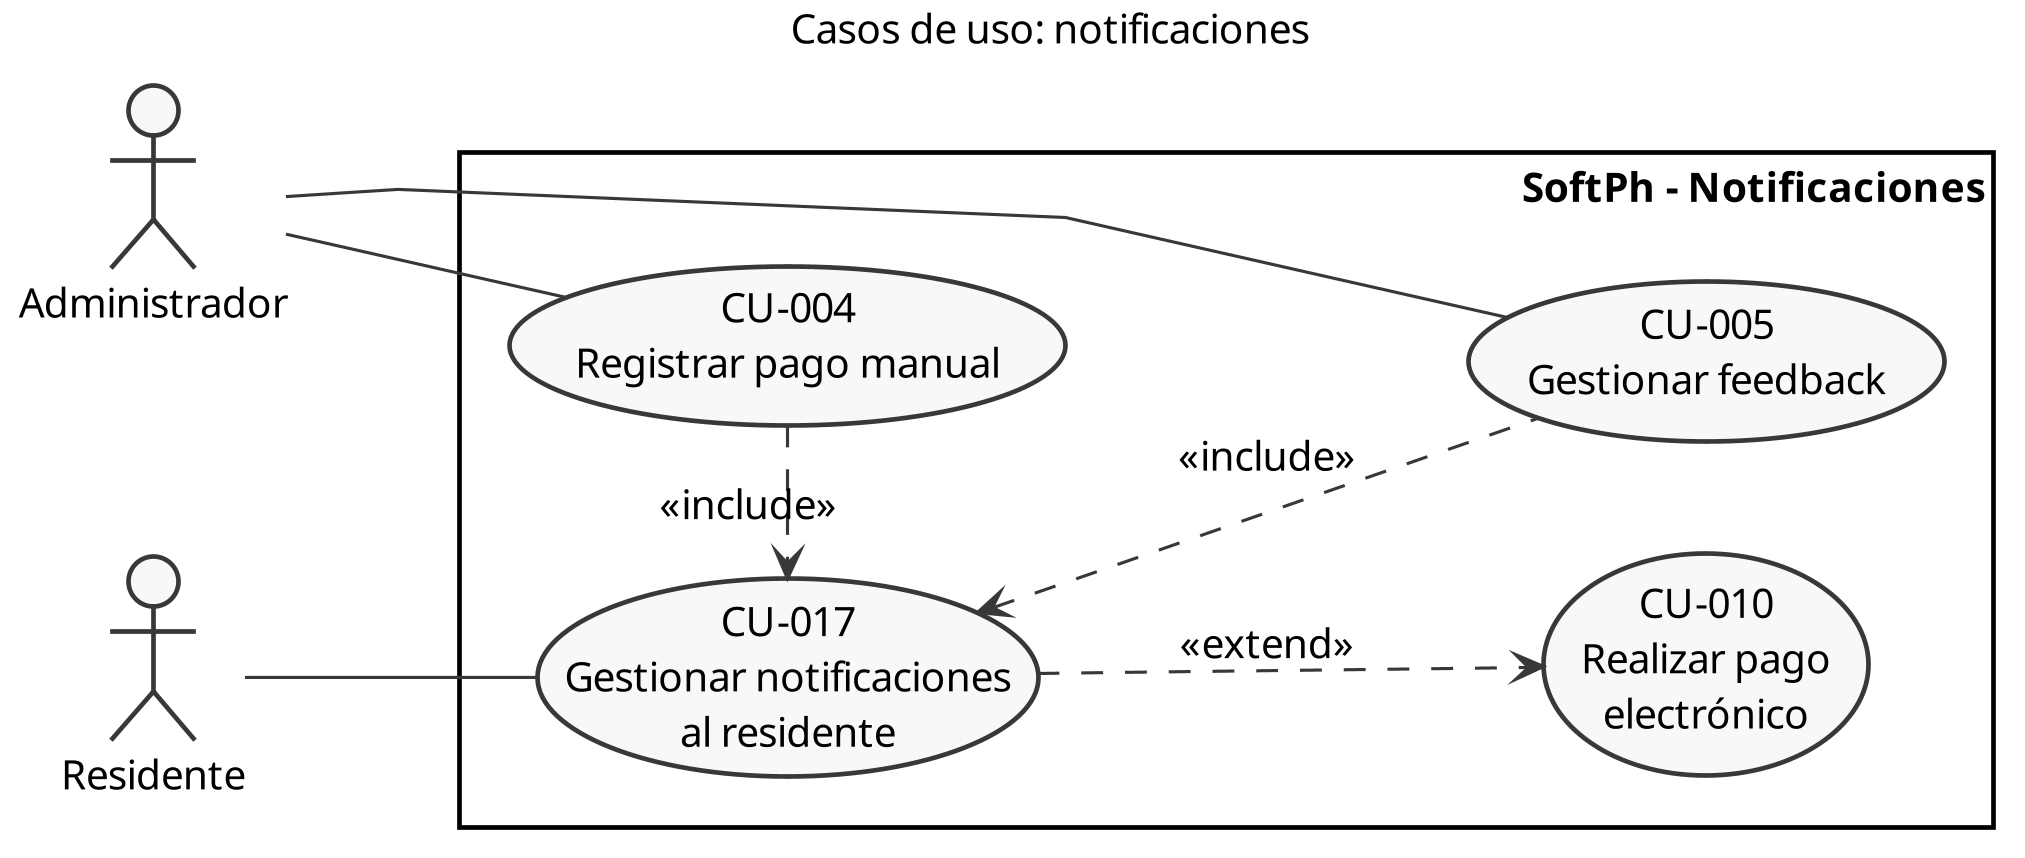 Casos de uso: notificaciones
SoftPh - Notificaciones
Administrador
CU-004
Registrar pago manual
CU-005
Gestionar feedback
«include»
«include»
CU-017
Gestionar notificaciones
al residente
«extend»
CU-010
Realizar pago
electrónico
Residente